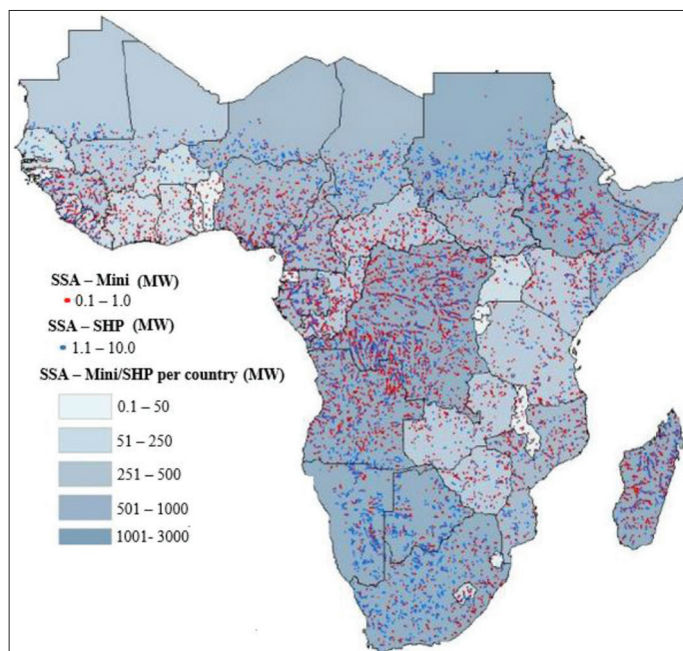 SSA – Mini (MW)
0.1 – 1.0
SSA – SHP (MW)
1.1 – 10.0
SSA – Mini/SHP per country (MW)
0.1 – 50
51 – 250
251 – 500
501 – 1000
1001- 3000